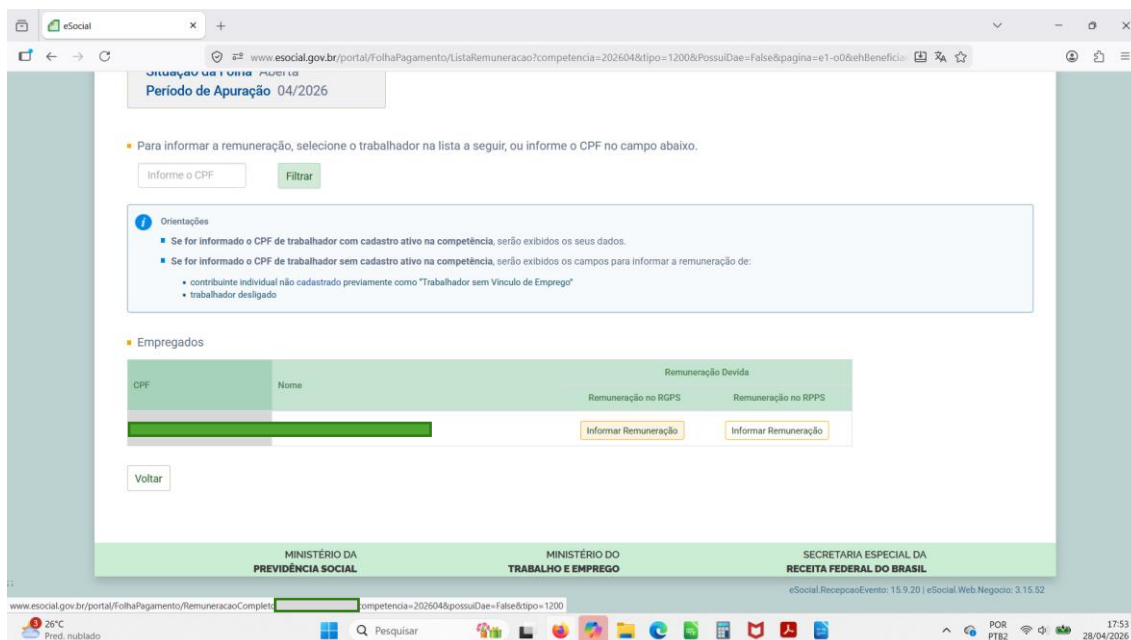 eSocial
www.esocial.gov.br/portal/FolhaPagamento/ListaRemuneracao?competencia=202604&tipo=1200&PossuiDae=False&pagina=e1-o0&ehBeneficia
Situação da Folha Aberta
Período de Apuração 04/2026
Para informar a remuneração, selecione o trabalhador na lista a seguir, ou informe o CPF no campo abaixo.
Informe o CPF
Filtrar
Orientações
Se for informado o CPF de trabalhador com cadastro ativo na competência, serão exibidos os seus dados.
Se for informado o CPF de trabalhador sem cadastro ativo na competência, serão exibidos os campos para informar a remuneração de:
contribuinte individual não cadastrado previamente como "Trabalhador sem Vínculo de Emprego"
trabalhador desligado
Empregados
Remuneração Devida
CPF Nome
Remuneração no RGPS Remuneração no RPPS
Informar Remuneração Informar Remuneração
Voltar
MINISTÉRIO DA MINISTÉRIO DO SECRETARIA ESPECIAL DA
PREVIDÊNCIA SOCIAL TRABALHO E EMPREGO RECEITA FEDERAL DO BRASIL
eSocial.RecepcaoEvento: 15.9.20 | eSocial.Web.Negocio: 3.15.52
www.esocial.gov.br/portal/FolhaPagamento/RemuneracaoComplet competencia=202604&possuiDae=False&tipo=1200
3 26°C
Pred. nublado
Pesquisar
POR 17:53
PTB2 28/04/2026